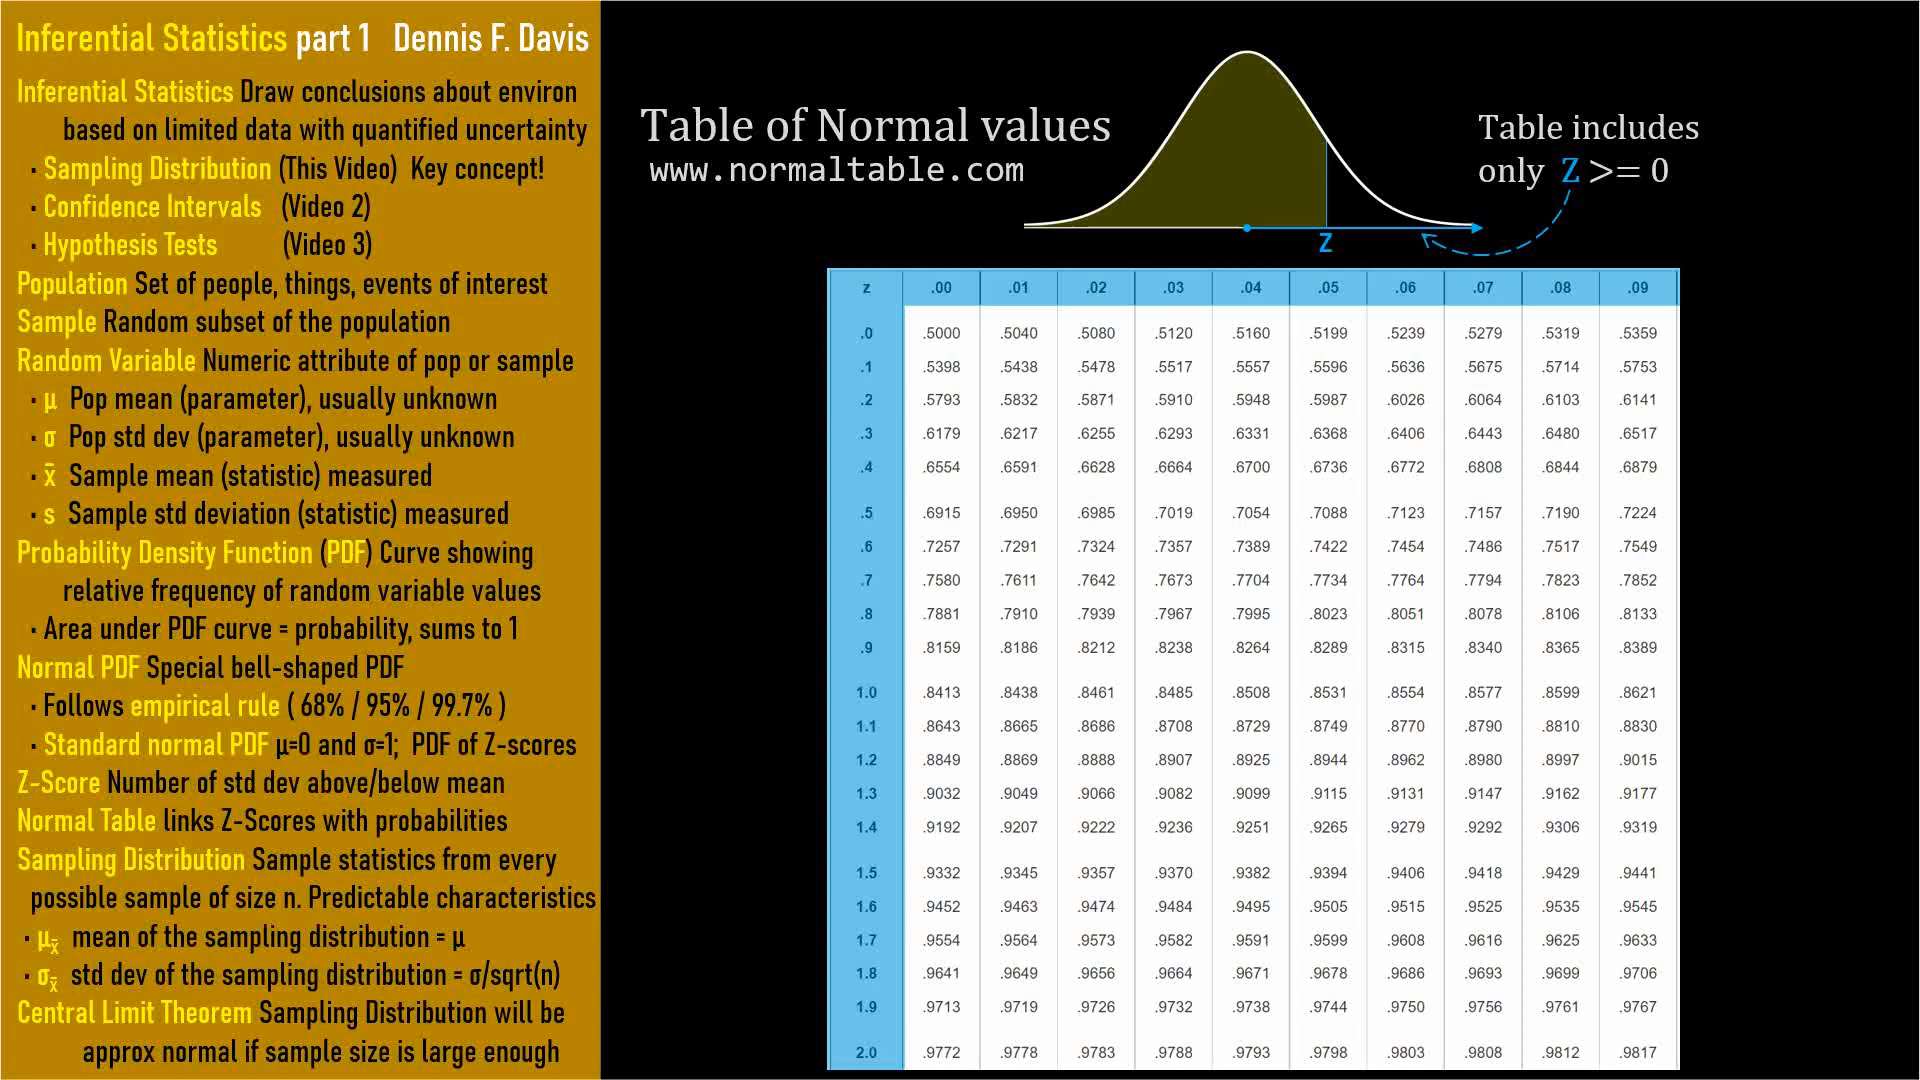 Inferential Statistics part 1 Dennis F. Davis
Inferential Statistics Draw conclusions about environ
based on limited data with quantified uncertainty
· Sampling Distribution (This Video) Key concept!
· Confidence Intervals (Video 2)
· Hypothesis Tests (Video 3)
Population Set of people, things, events of interest
Sample Random subset of the population
Random Variable Numeric attribute of pop or sample
· μ Pop mean (parameter), usually unknown
· σ Pop std dev (parameter), usually unknown
· x̄ Sample mean (statistic) measured
· s Sample std deviation (statistic) measured
Probability Density Function (PDF) Curve showing
relative frequency of random variable values
· Area under PDF curve = probability, sums to 1
Normal PDF Special bell-shaped PDF
· Follows empirical rule ( 68% / 95% / 99.7% )
· Standard normal PDF μ=0 and σ=1; PDF of Z-scores
Z-Score Number of std dev above/below mean
Normal Table links Z-Scores with probabilities
Sampling Distribution Sample statistics from every
possible sample of size n. Predictable characteristics
· μx̄ mean of the sampling distribution = μ
· σx̄ std dev of the sampling distribution = σ/sqrt(n)
Central Limit Theorem Sampling Distribution will be
approx normal if sample size is large enough
Table of Normal values
www.normaltable.com
Table includes
only Z >= 0
Z
z .00 .01 .02 .03 .04 .05 .06 .07 .08 .09
.0 .5000 .5040 .5080 .5120 .5160 .5199 .5239 .5279 .5319 .5359
.1 .5398 .5438 .5478 .5517 .5557 .5596 .5636 .5675 .5714 .5753
.2 .5793 .5832 .5871 .5910 .5948 .5987 .6026 .6064 .6103 .6141
.3 .6179 .6217 .6255 .6293 .6331 .6368 .6406 .6443 .6480 .6517
.4 .6554 .6591 .6628 .6664 .6700 .6736 .6772 .6808 .6844 .6879
.5 .6915 .6950 .6985 .7019 .7054 .7088 .7123 .7157 .7190 .7224
.6 .7257 .7291 .7324 .7357 .7389 .7422 .7454 .7486 .7517 .7549
.7 .7580 .7611 .7642 .7673 .7704 .7734 .7764 .7794 .7823 .7852
.8 .7881 .7910 .7939 .7967 .7995 .8023 .8051 .8078 .8106 .8133
.9 .8159 .8186 .8212 .8238 .8264 .8289 .8315 .8340 .8365 .8389
1.0 .8413 .8438 .8461 .8485 .8508 .8531 .8554 .8577 .8599 .8621
1.1 .8643 .8665 .8686 .8708 .8729 .8749 .8770 .8790 .8810 .8830
1.2 .8849 .8869 .8888 .8907 .8925 .8944 .8962 .8980 .8997 .9015
1.3 .9032 .9049 .9066 .9082 .9099 .9115 .9131 .9147 .9162 .9177
1.4 .9192 .9207 .9222 .9236 .9251 .9265 .9279 .9292 .9306 .9319
1.5 .9332 .9345 .9357 .9370 .9382 .9394 .9406 .9418 .9429 .9441
1.6 .9452 .9463 .9474 .9484 .9495 .9505 .9515 .9525 .9535 .9545
1.7 .9554 .9564 .9573 .9582 .9591 .9599 .9608 .9616 .9625 .9633
1.8 .9641 .9649 .9656 .9664 .9671 .9678 .9686 .9693 .9699 .9706
1.9 .9713 .9719 .9726 .9732 .9738 .9744 .9750 .9756 .9761 .9767
2.0 .9772 .9778 .9783 .9788 .9793 .9798 .9803 .9808 .9812 .9817